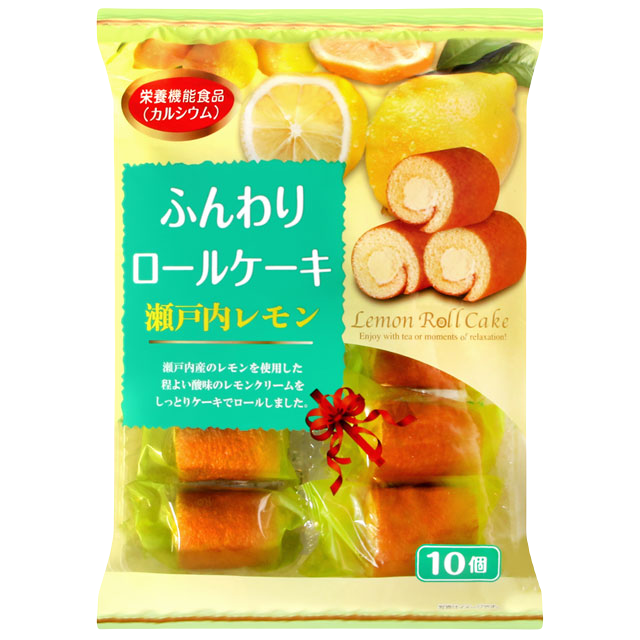 栄養機能食品
(カルシウム)
ふんわり
ロールケーキ
瀬戸内レモン
瀬戸内産のレモンを使用した
程よい酸味のレモンクリームを
しっとりケーキでロールしました。
Lemon Roll Cake
Enjoy with tea or moments of relaxation!
10個